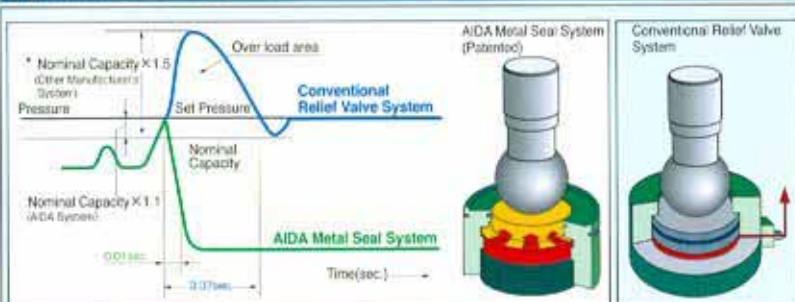 * Nominal Capacity×1.5
(Other Manufacturer's
System)
Over load area
Conventional
Relief Valve System
Pressure
Set Pressure
Nominal
Capacity
Nominal Capacity×1.1
(AIDA System)
AIDA Metal Seal System
0.01sec.
0.07sec.
Time(sec.)
AIDA Metal Seal System
(Patented)
Conventional Relief Valve
System